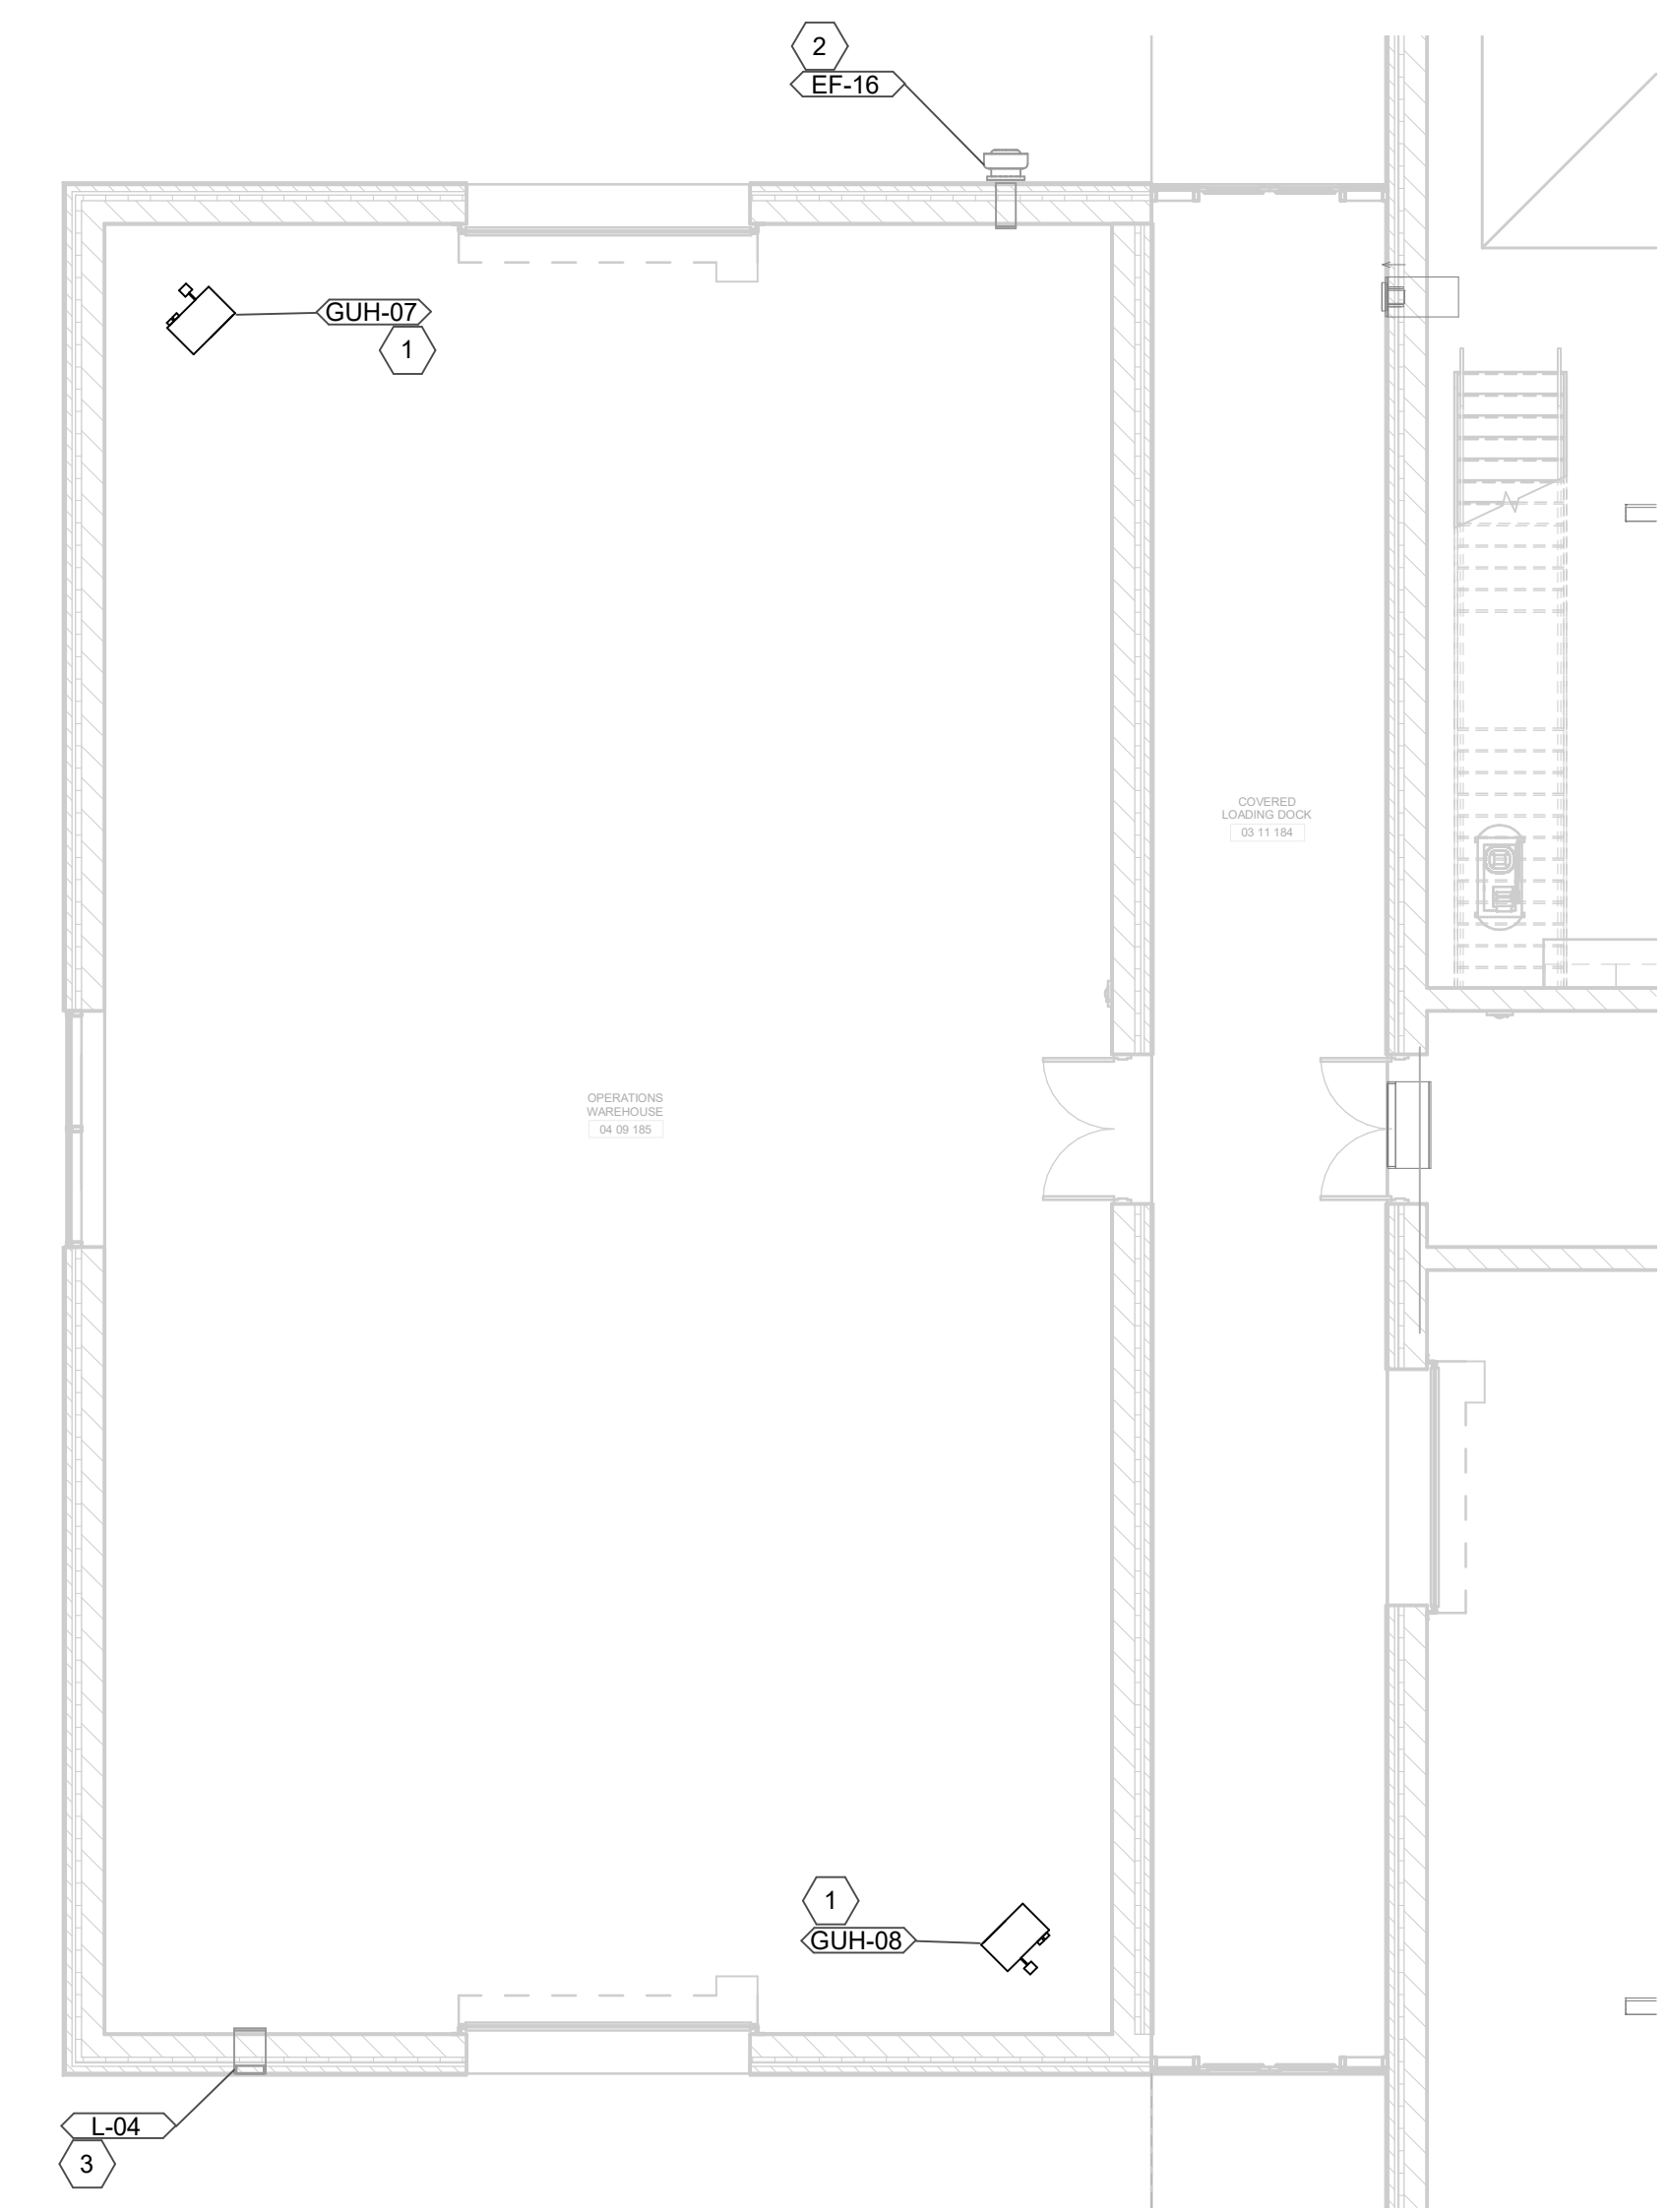 2
EF-16
GUH-07
1
COVERED
LOADING DOCK
03 11 184
OPERATIONS
WAREHOUSE
04 09 185
1
GUH-08
L-04
3